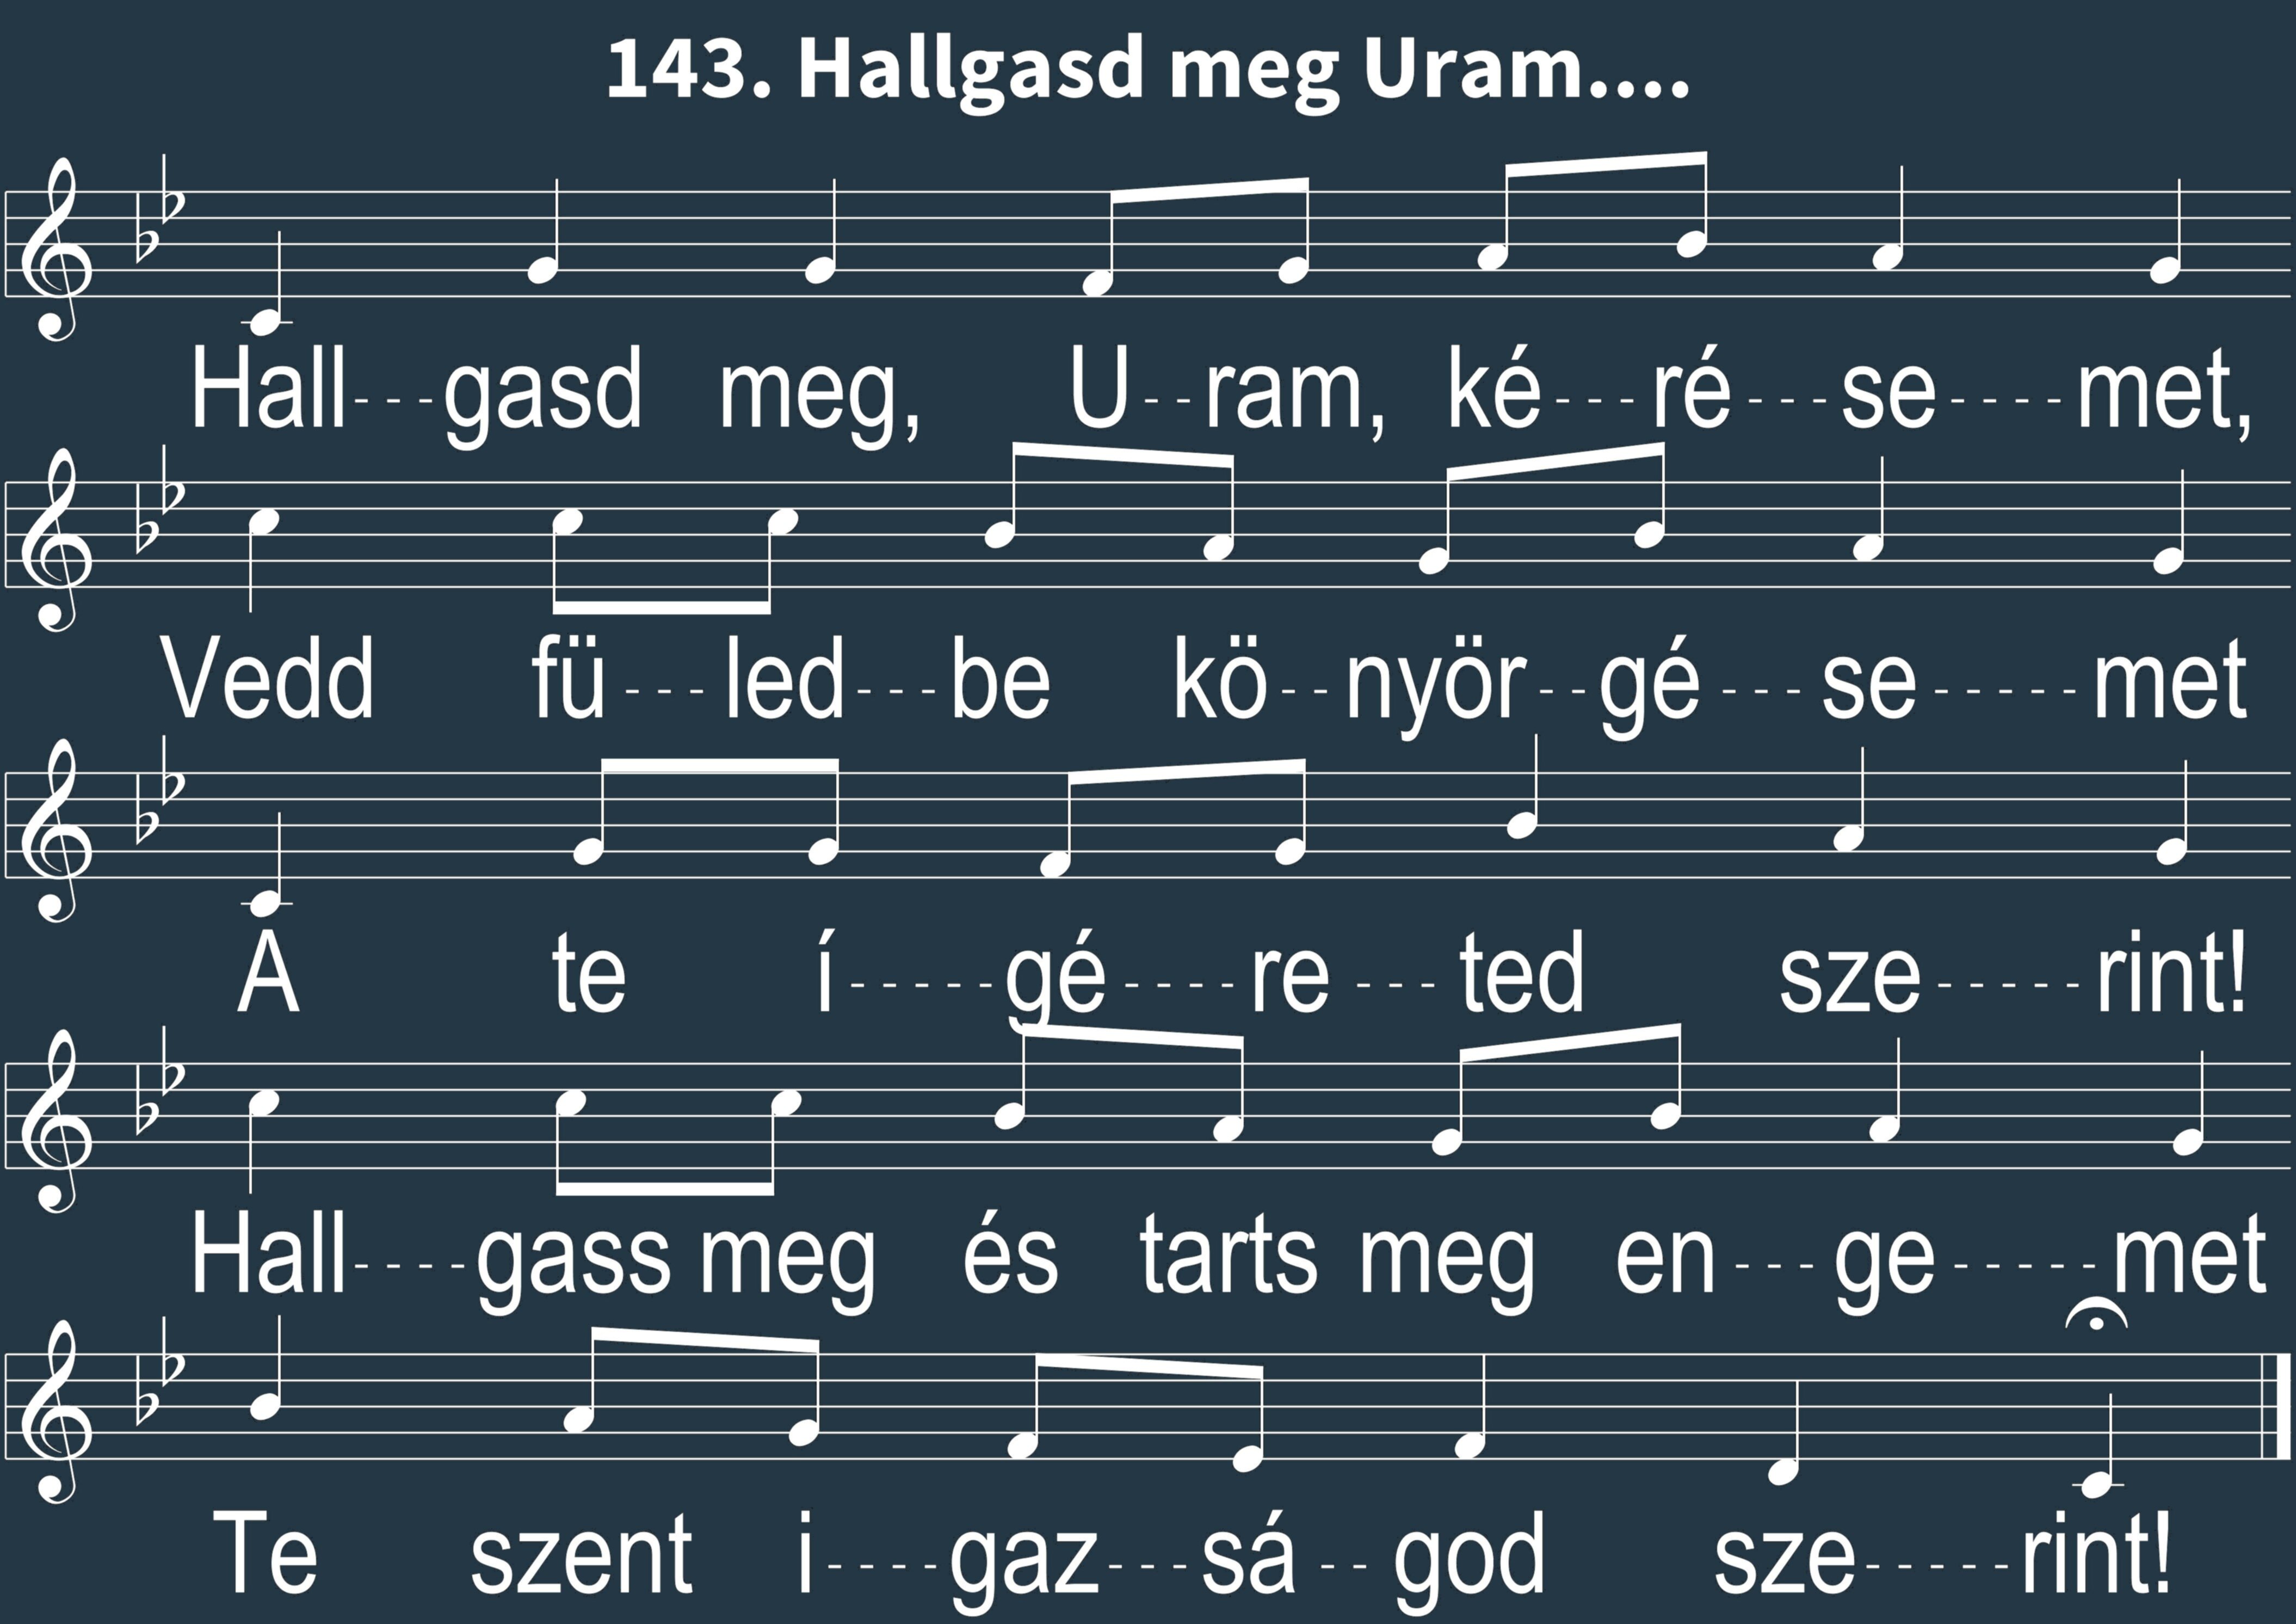 143. Hallgasd meg Uram....
Hall---gasd meg, U--ram, ké---ré---se----met,
Vedd fü---led---be kö--nyör--gé---se-----met
A te í-----gé----re---ted sze-----rint!
Hall----gass meg és tarts meg en---ge-----met
Te szent i----gaz---sá--god sze-----rint!